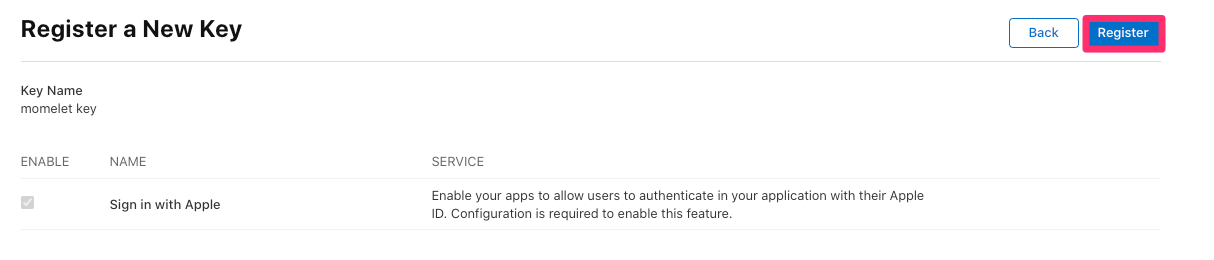 Register a New Key
Back
Register
Key Name
momelet key
ENABLE
NAME
SERVICE
Sign in with Apple
Enable your apps to allow users to authenticate in your application with their Apple
ID. Configuration is required to enable this feature.